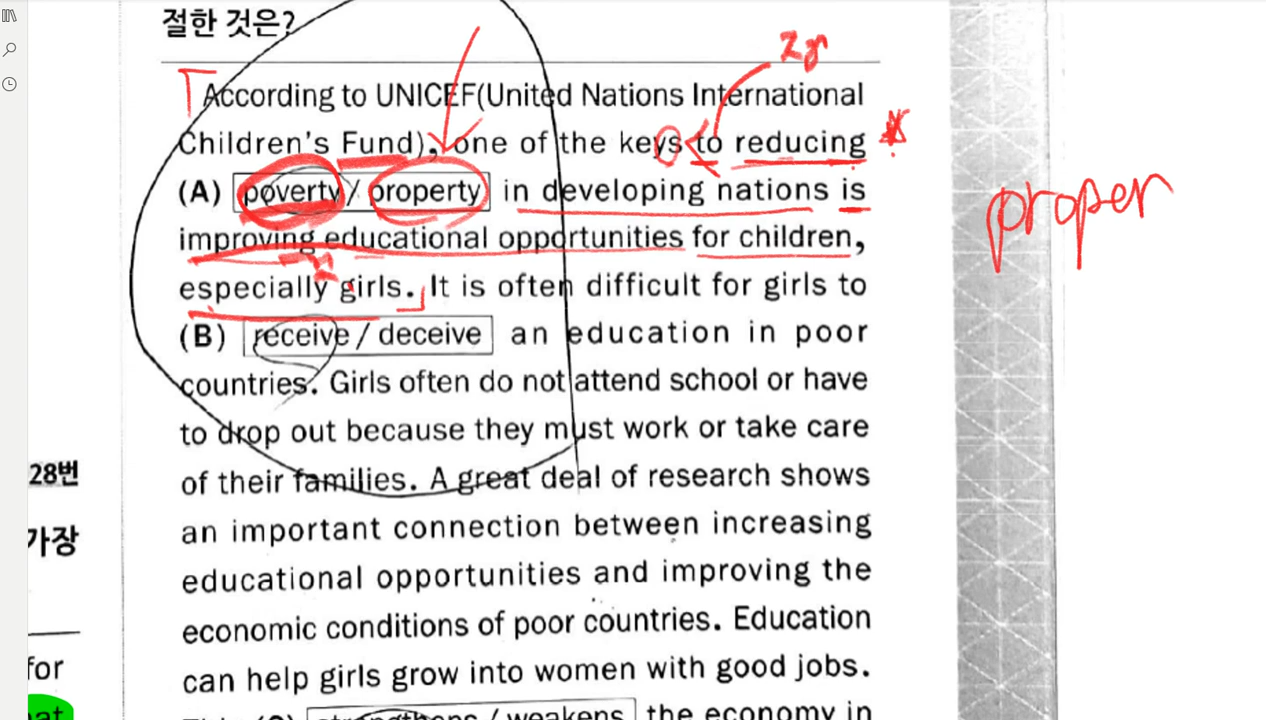 절한 것은?
According to UNICEF(United Nations International
Children's Fund), one of the keys to reducing
(A) poverty / property in developing nations is
improving educational opportunities for children,
especially girls. It is often difficult for girls to
(B) receive / deceive an education in poor
countries. Girls often do not attend school or have
to drop out because they must work or take care
of their families. A great deal of research shows
an important connection between increasing
educational opportunities and improving the
economic conditions of poor countries. Education
can help girls grow into women with good jobs.
strengthens / weakens the economy in
proper
28번
가장
for